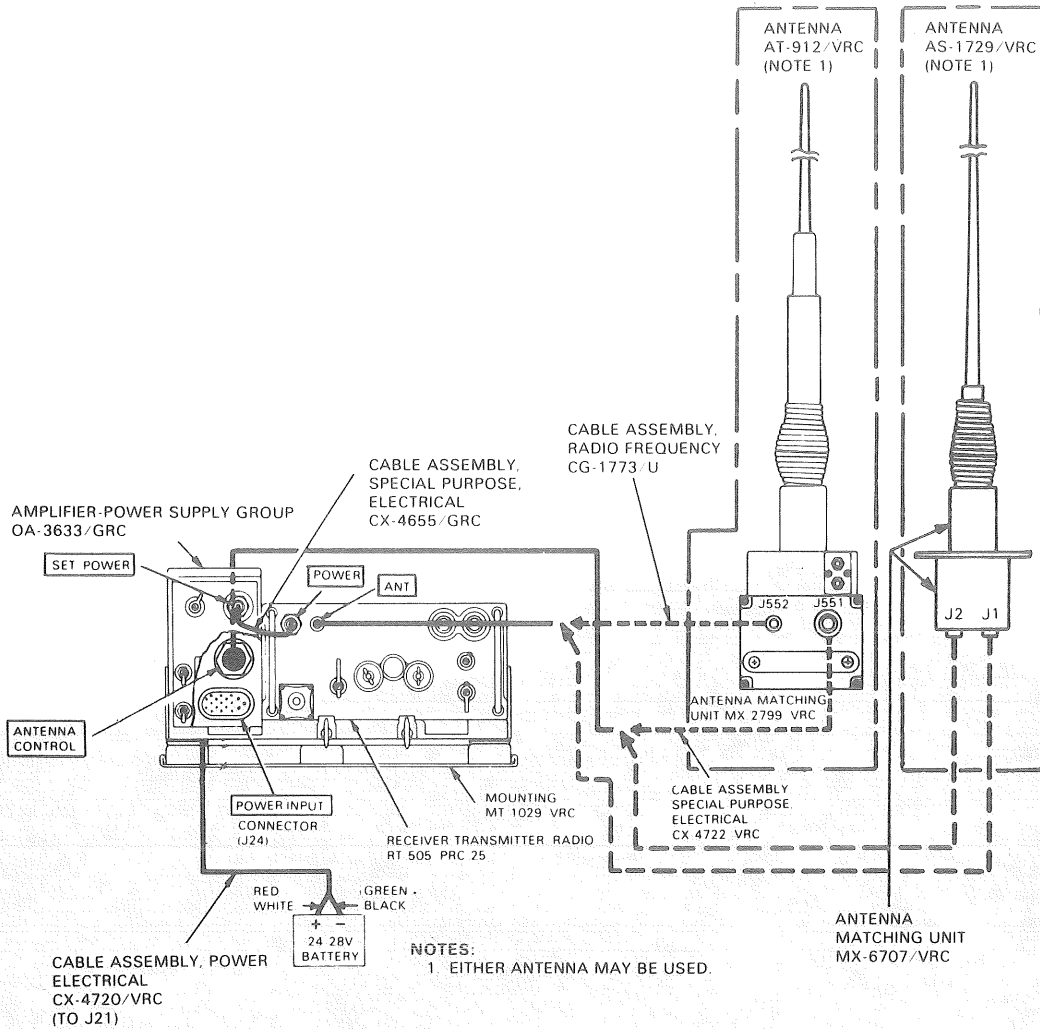 ANTENNA
AT-912/VRC
(NOTE 1)
ANTENNA
AS-1729/VRC
(NOTE 1)
CABLE ASSEMBLY,
RADIO FREQUENCY
CG-1773/U
CABLE ASSEMBLY,
SPECIAL PURPOSE,
ELECTRICAL
CX-4655/GRC
AMPLIFIER-POWER SUPPLY GROUP
OA-3633/GRC
SET POWER
POWER
ANT
J552
J551
J2
J1
ANTENNA MATCHING
UNIT MX 2799 VRC
ANTENNA
CONTROL
POWER INPUT
CONNECTOR
(J24)
MOUNTING
MT 1029 VRC
RECEIVER TRANSMITTER RADIO
RT 505 PRC 25
CABLE ASSEMBLY
SPECIAL PURPOSE,
ELECTRICAL
CX 4722 VRC
RED
WHITE
GREEN
BLACK
+ −
24 28V
BATTERY
ANTENNA
MATCHING UNIT
MX-6707/VRC
NOTES:
1. EITHER ANTENNA MAY BE USED.
CABLE ASSEMBLY, POWER
ELECTRICAL
CX-4720/VRC
(TO J21)